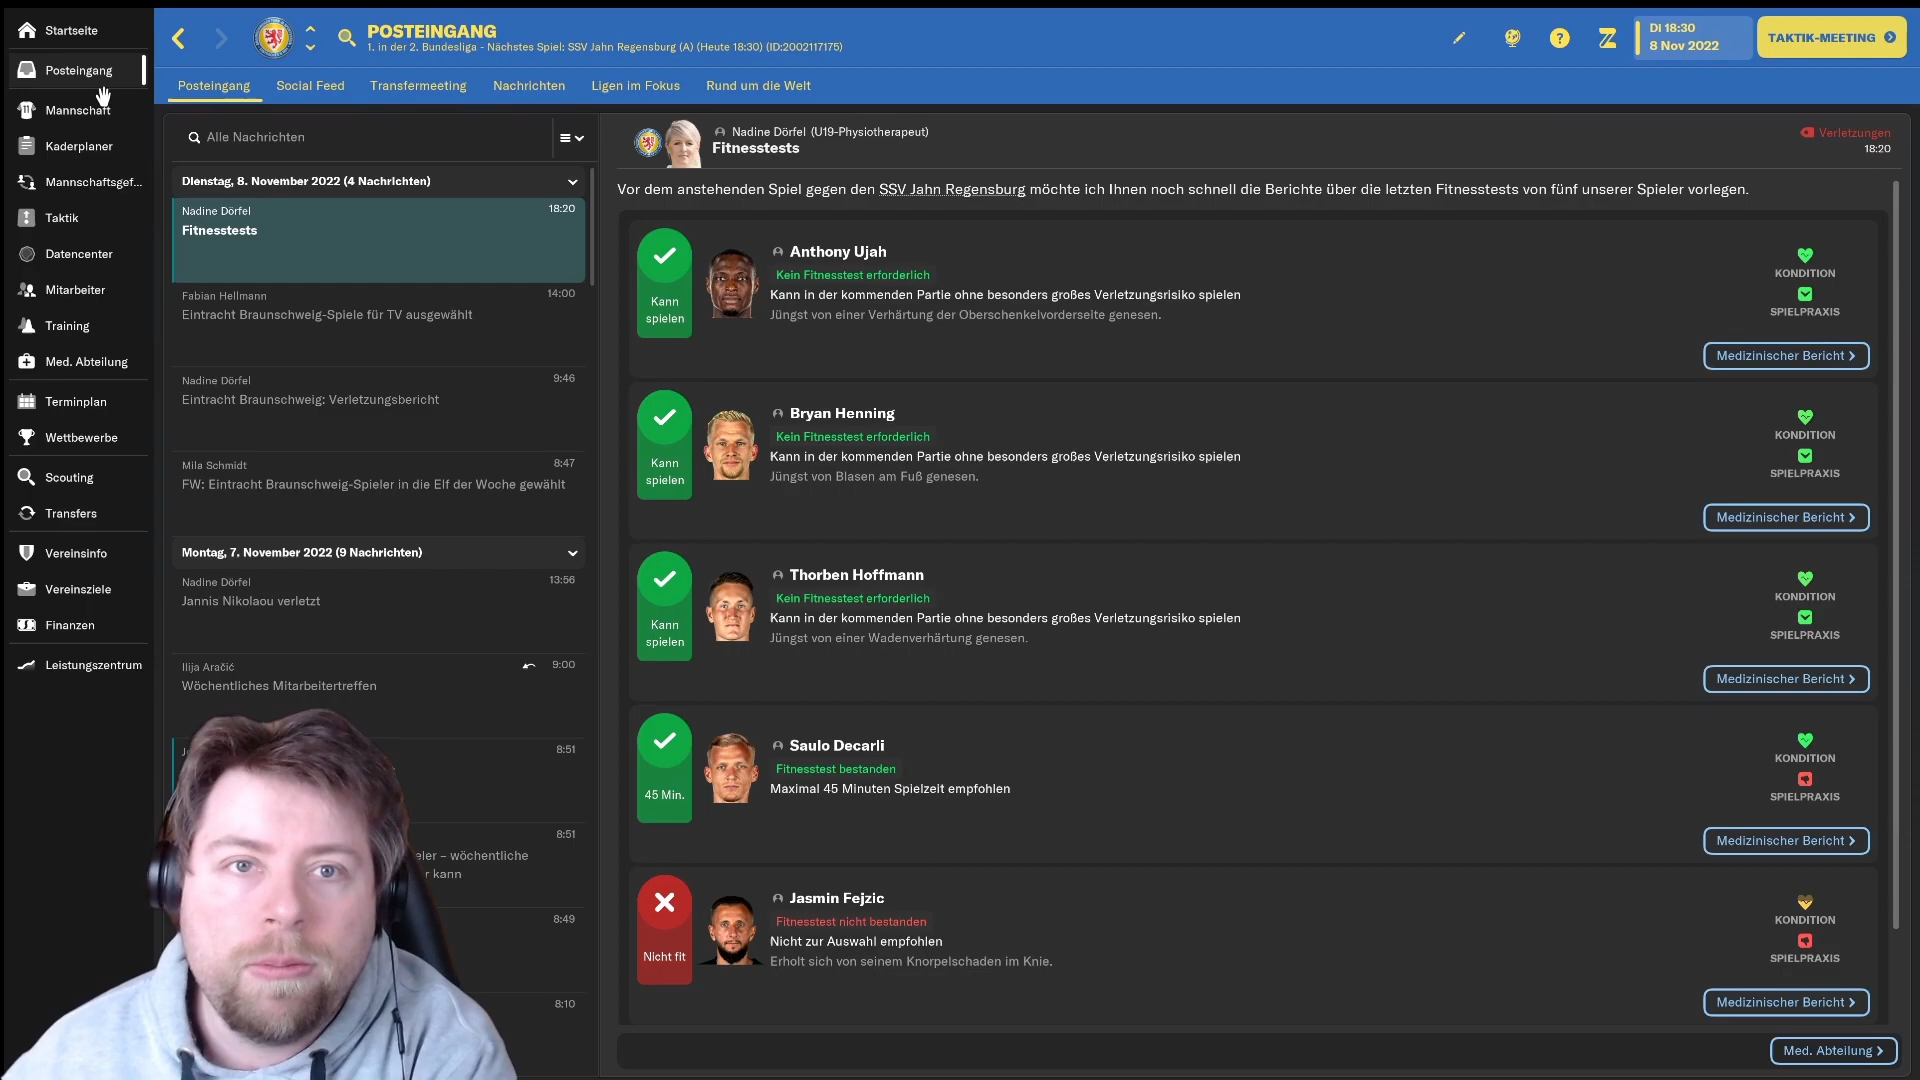 Startseite
Posteingang
Mannschaft
Kaderplaner
Mannschaftsgef...
Taktik
Datencenter
Mitarbeiter
Training
Med. Abteilung
Terminplan
Wettbewerbe
Scouting
Transfers
Vereinsinfo
Vereinsziele
Finanzen
Leistungszentrum
POSTEINGANG
1. in der 2. Bundesliga - Nächstes Spiel: SSV Jahn Regensburg (A) (Heute 18:30) (ID:2002117175)
DI 18:30
8 Nov 2022
TAKTIK-MEETING
Posteingang
Social Feed
Transfermeeting
Nachrichten
Ligen im Fokus
Rund um die Welt
Alle Nachrichten
Dienstag, 8. November 2022 (4 Nachrichten)
Nadine Dörfel 18:20
Fitnesstests
Fabian Hellmann 14:00
Eintracht Braunschweig-Spiele für TV ausgewählt
Nadine Dörfel 9:46
Eintracht Braunschweig: Verletzungsbericht
Mila Schmidt 8:47
FW: Eintracht Braunschweig-Spieler in die Elf der Woche gewählt
Montag, 7. November 2022 (9 Nachrichten)
Nadine Dörfel 13:56
Jannis Nikolaou verletzt
Ilija Aračić 9:00
Wöchentliches Mitarbeitertreffen
8:51
8:51
eler – wöchentliche
r kann
8:49
8:10
Nadine Dörfel (U19-Physiotherapeut)
Fitnesstests
Verletzungen
18:20
Vor dem anstehenden Spiel gegen den SSV Jahn Regensburg möchte ich Ihnen noch schnell die Berichte über die letzten Fitnesstests von fünf unserer Spieler vorlegen.
Kann
spielen
Anthony Ujah
Kein Fitnesstest erforderlich
Kann in der kommenden Partie ohne besonders großes Verletzungsrisiko spielen
Jüngst von einer Verhärtung der Oberschenkelvorderseite genesen.
KONDITION
SPIELPRAXIS
Medizinischer Bericht
Kann
spielen
Bryan Henning
Kein Fitnesstest erforderlich
Kann in der kommenden Partie ohne besonders großes Verletzungsrisiko spielen
Jüngst von Blasen am Fuß genesen.
KONDITION
SPIELPRAXIS
Medizinischer Bericht
Kann
spielen
Thorben Hoffmann
Kein Fitnesstest erforderlich
Kann in der kommenden Partie ohne besonders großes Verletzungsrisiko spielen
Jüngst von einer Wadenverhärtung genesen.
KONDITION
SPIELPRAXIS
Medizinischer Bericht
45 Min.
Saulo Decarli
Fitnesstest bestanden
Maximal 45 Minuten Spielzeit empfohlen
KONDITION
SPIELPRAXIS
Medizinischer Bericht
Nicht fit
Jasmin Fejzic
Fitnesstest nicht bestanden
Nicht zur Auswahl empfohlen
Erholt sich von seinem Knorpelschaden im Knie.
KONDITION
SPIELPRAXIS
Medizinischer Bericht
Med. Abteilung